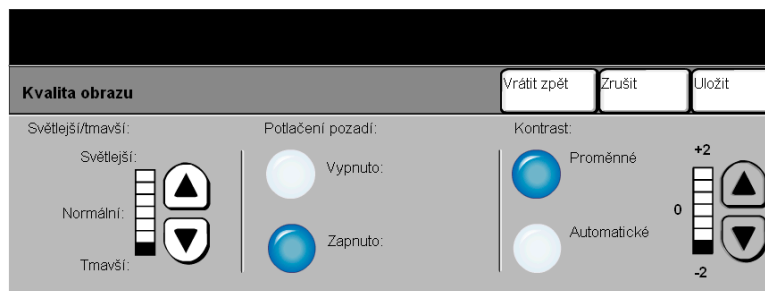 Kvalita obrazu
Vrátit zpět
Zrušit
Uložit
Světlejší/tmavší:
Světlejší:
Normální:
Tmavší:
Potlačení pozadí:
Vypnuto:
Zapnuto:
Kontrast:
Proměnné
Automatické
+2
0
-2